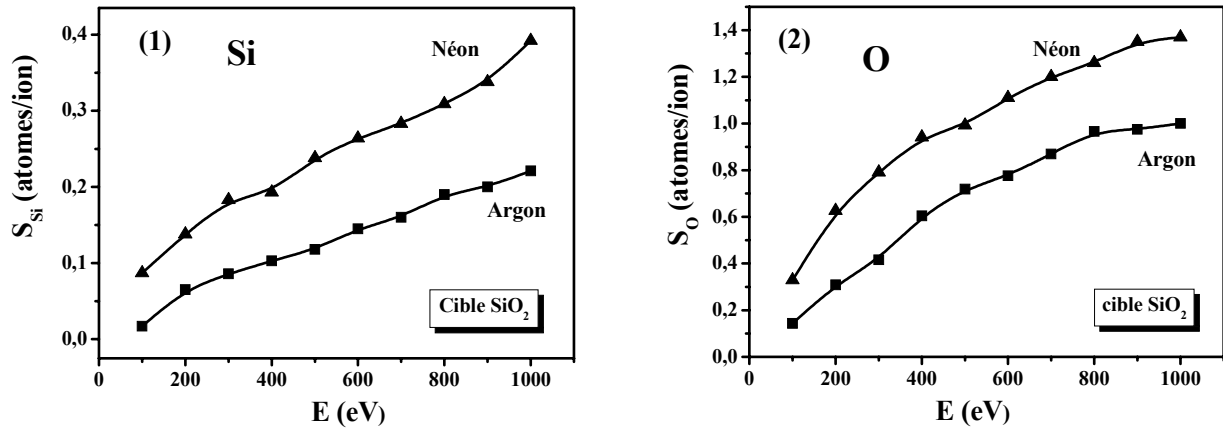 (1)
Si
Néon
Argon
Cible SiO₂
S_Si (atomes/ion)
0,4
0,3
0,2
0,1
0,0
0 200 400 600 800 1000
E (eV)
(2)
O
Néon
Argon
cible SiO₂
S_O (atomes/ion)
1,4
1,2
1,0
0,8
0,6
0,4
0,2
0,0
0 200 400 600 800 1000
E (eV)